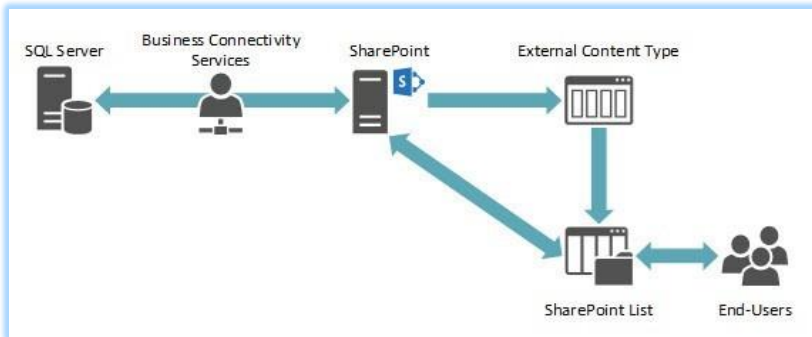 SQL Server
Business Connectivity
Services
SharePoint
External Content Type
S
SharePoint List
End-Users